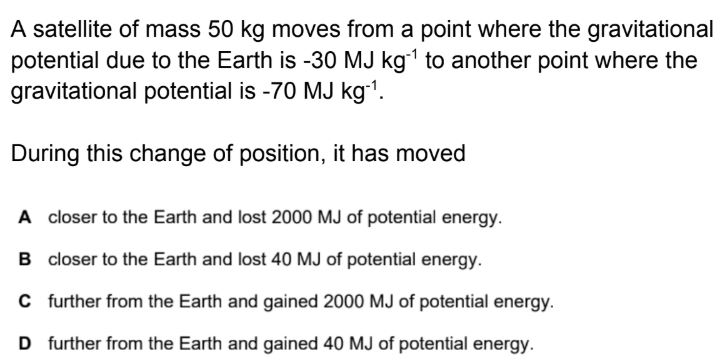 A satellite of mass 50 kg moves from a point where the gravitational
potential due to the Earth is -30 MJ kg⁻¹ to another point where the
gravitational potential is -70 MJ kg⁻¹.
During this change of position, it has moved
A closer to the Earth and lost 2000 MJ of potential energy.
B closer to the Earth and lost 40 MJ of potential energy.
C further from the Earth and gained 2000 MJ of potential energy.
D further from the Earth and gained 40 MJ of potential energy.